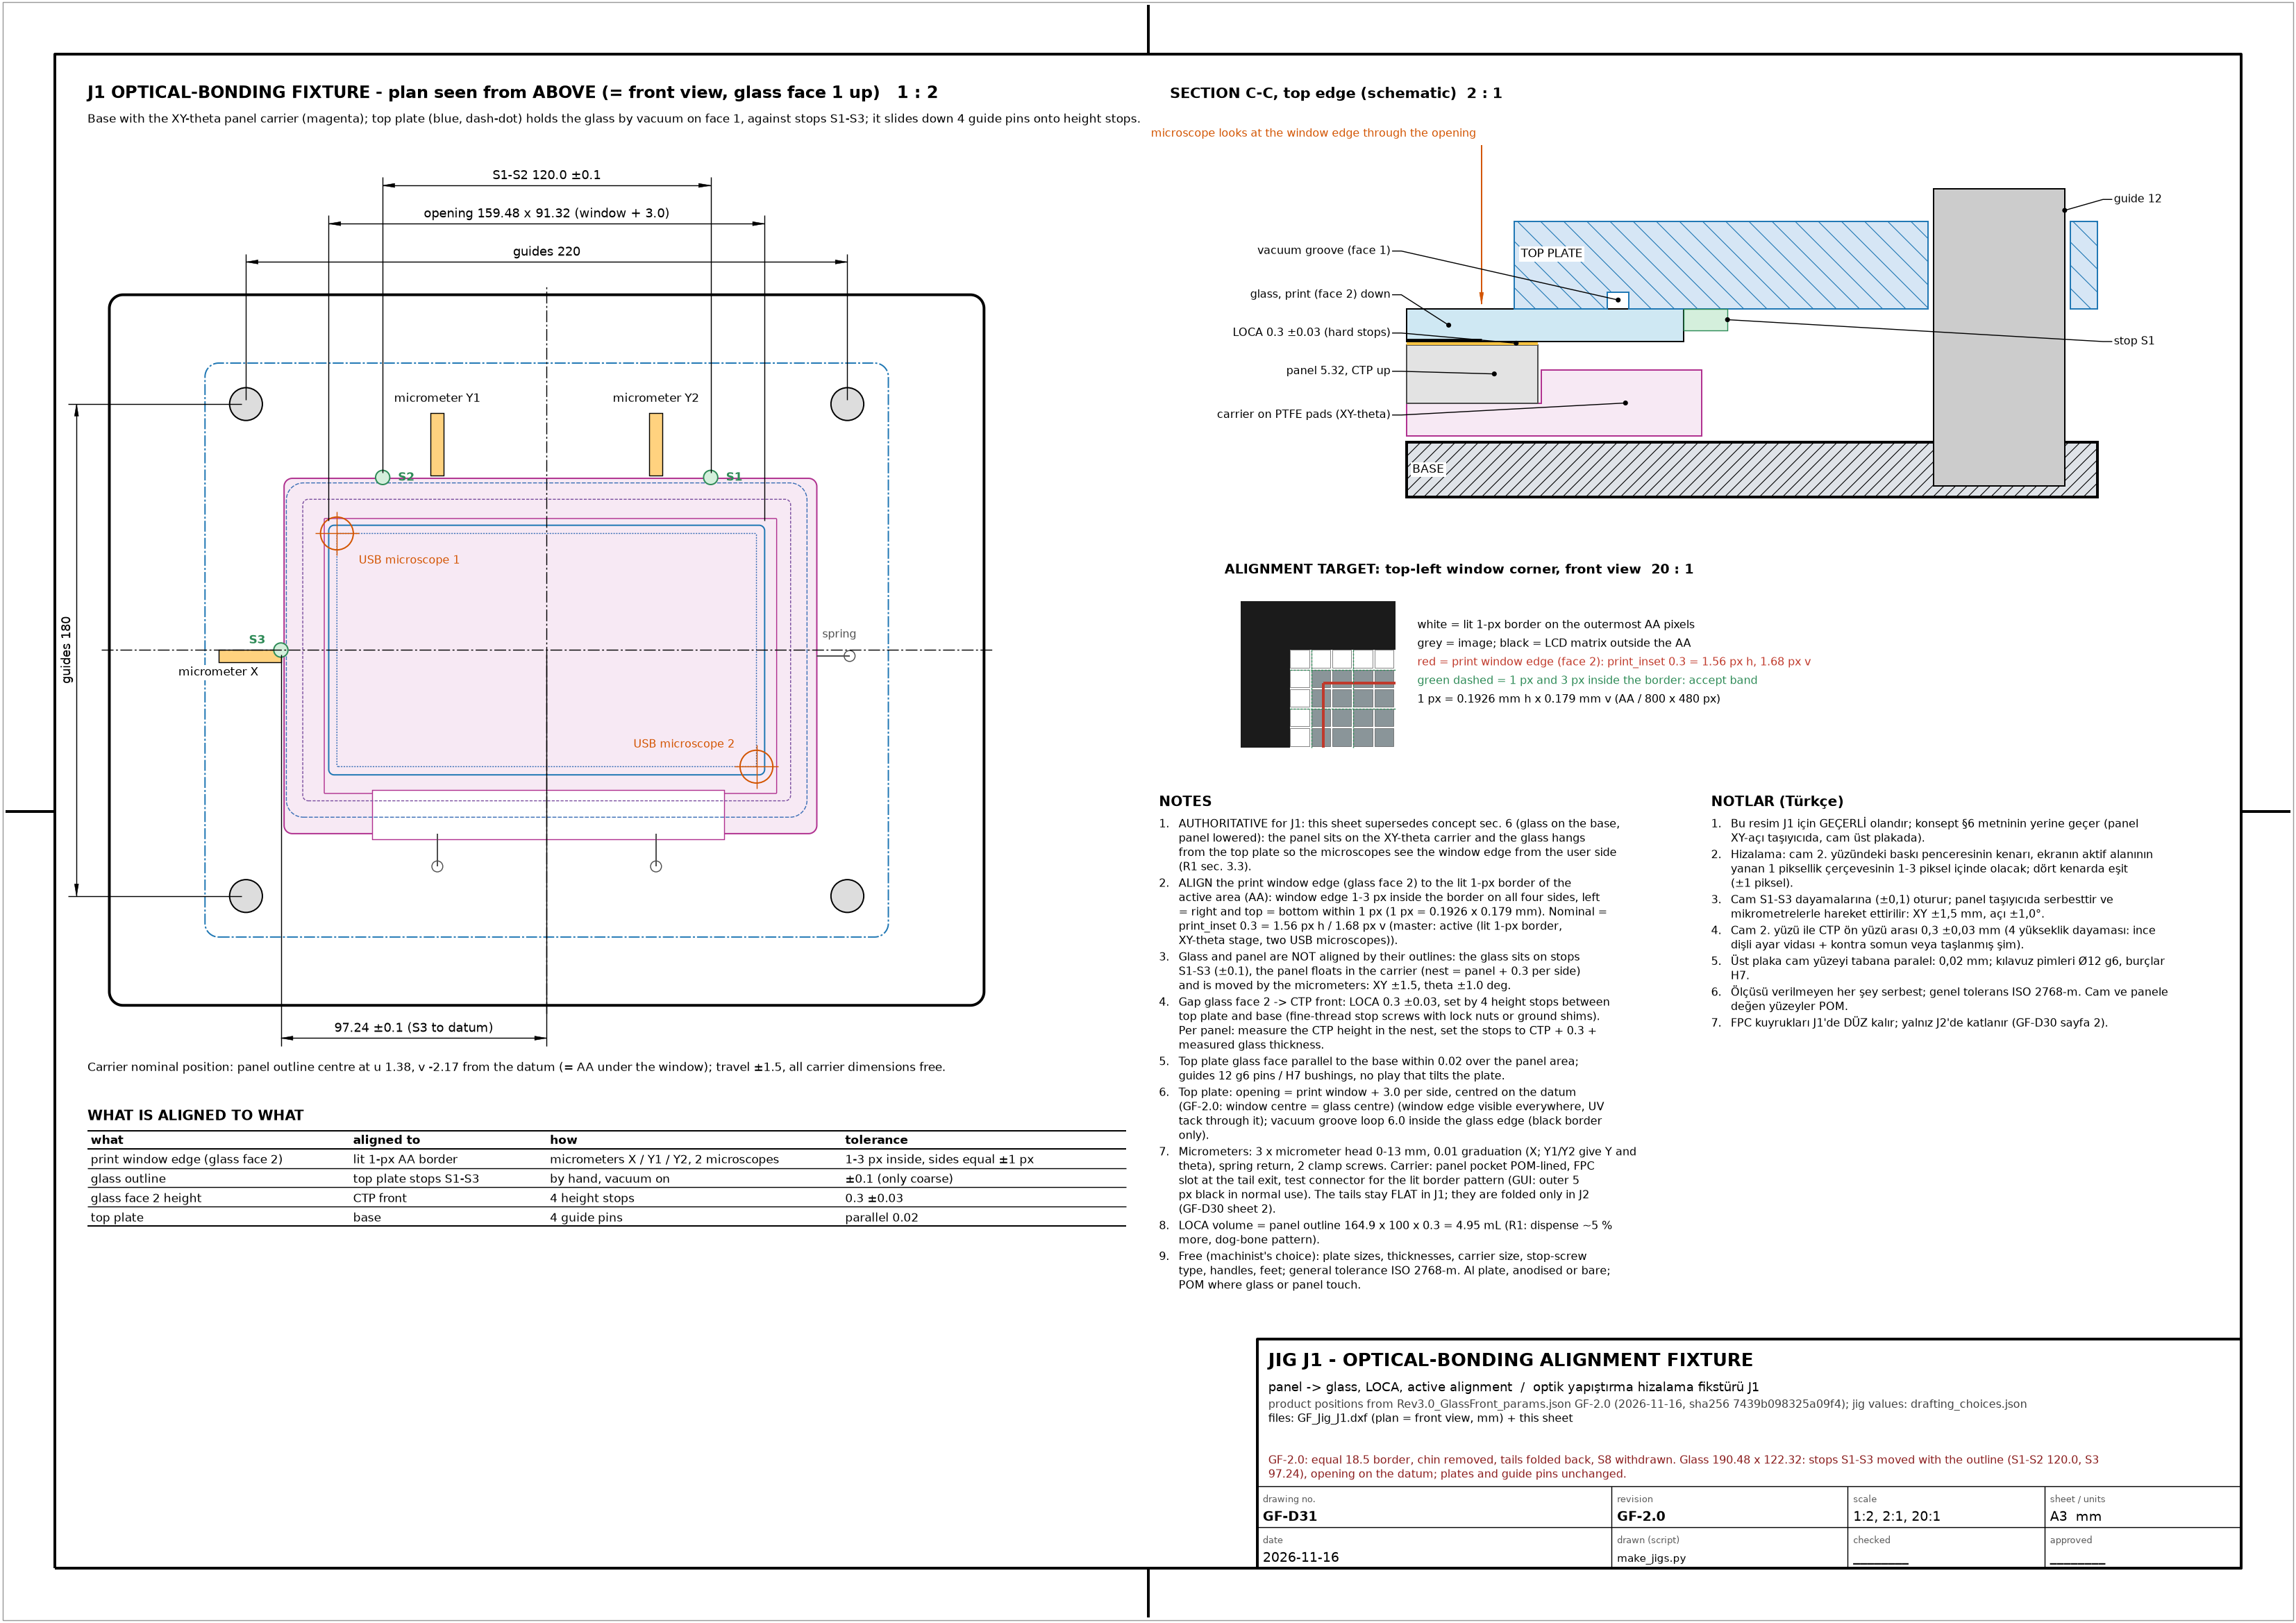 J1 OPTICAL-BONDING FIXTURE - plan seen from ABOVE (= front view, glass face 1 up)   1 : 2
Base with the XY-theta panel carrier (magenta); top plate (blue, dash-dot) holds the glass by vacuum on face 1, against stops S1-S3; it slides down 4 guide pins onto height stops.
S1-S2 120.0 ±0.1
opening 159.48 x 91.32 (window + 3.0)
guides 220
micrometer Y1
micrometer Y2
S2
S1
USB microscope 1
guides 180
S3
micrometer X
spring
USB microscope 2
97.24 ±0.1 (S3 to datum)
Carrier nominal position: panel outline centre at u 1.38, v -2.17 from the datum (= AA under the window); travel ±1.5, all carrier dimensions free.
WHAT IS ALIGNED TO WHAT
what aligned to how tolerance
print window edge (glass face 2) lit 1-px AA border micrometers X / Y1 / Y2, 2 microscopes 1-3 px inside, sides equal ±1 px
glass outline top plate stops S1-S3 by hand, vacuum on ±0.1 (only coarse)
glass face 2 height CTP front 4 height stops 0.3 ±0.03
top plate base 4 guide pins parallel 0.02
SECTION C-C, top edge (schematic)  2 : 1
microscope looks at the window edge through the opening
guide 12
vacuum groove (face 1)
TOP PLATE
glass, print (face 2) down
LOCA 0.3 ±0.03 (hard stops)
stop S1
panel 5.32, CTP up
carrier on PTFE pads (XY-theta)
BASE
ALIGNMENT TARGET: top-left window corner, front view  20 : 1
white = lit 1-px border on the outermost AA pixels
grey = image; black = LCD matrix outside the AA
red = print window edge (face 2): print_inset 0.3 = 1.56 px h, 1.68 px v
green dashed = 1 px and 3 px inside the border: accept band
1 px = 0.1926 mm h x 0.179 mm v (AA / 800 x 480 px)
NOTES
1. AUTHORITATIVE for J1: this sheet supersedes concept sec. 6 (glass on the base,
panel lowered): the panel sits on the XY-theta carrier and the glass hangs
from the top plate so the microscopes see the window edge from the user side
(R1 sec. 3.3).
2. ALIGN the print window edge (glass face 2) to the lit 1-px border of the
active area (AA): window edge 1-3 px inside the border on all four sides, left
= right and top = bottom within 1 px (1 px = 0.1926 x 0.179 mm). Nominal =
print_inset 0.3 = 1.56 px h / 1.68 px v (master: active (lit 1-px border,
XY-theta stage, two USB microscopes)).
3. Glass and panel are NOT aligned by their outlines: the glass sits on stops
S1-S3 (±0.1), the panel floats in the carrier (nest = panel + 0.3 per side)
and is moved by the micrometers: XY ±1.5, theta ±1.0 deg.
4. Gap glass face 2 -> CTP front: LOCA 0.3 ±0.03, set by 4 height stops between
top plate and base (fine-thread stop screws with lock nuts or ground shims).
Per panel: measure the CTP height in the nest, set the stops to CTP + 0.3 +
measured glass thickness.
5. Top plate glass face parallel to the base within 0.02 over the panel area;
guides 12 g6 pins / H7 bushings, no play that tilts the plate.
6. Top plate: opening = print window + 3.0 per side, centred on the datum
(GF-2.0: window centre = glass centre) (window edge visible everywhere, UV
tack through it); vacuum groove loop 6.0 inside the glass edge (black border
only).
7. Micrometers: 3 x micrometer head 0-13 mm, 0.01 graduation (X; Y1/Y2 give Y and
theta), spring return, 2 clamp screws. Carrier: panel pocket POM-lined, FPC
slot at the tail exit, test connector for the lit border pattern (GUI: outer 5
px black in normal use). The tails stay FLAT in J1; they are folded only in J2
(GF-D30 sheet 2).
8. LOCA volume = panel outline 164.9 x 100 x 0.3 = 4.95 mL (R1: dispense ~5 %
more, dog-bone pattern).
9. Free (machinist's choice): plate sizes, thicknesses, carrier size, stop-screw
type, handles, feet; general tolerance ISO 2768-m. Al plate, anodised or bare;
POM where glass or panel touch.
NOTLAR (Türkçe)
1. Bu resim J1 için GEÇERLİ olandır; konsept §6 metninin yerine geçer (panel
XY-açı taşıyıcıda, cam üst plakada).
2. Hizalama: cam 2. yüzündeki baskı penceresinin kenarı, ekranın aktif alanının
yanan 1 piksellik çerçevesinin 1-3 piksel içinde olacak; dört kenarda eşit
(±1 piksel).
3. Cam S1-S3 dayamalarına (±0,1) oturur; panel taşıyıcıda serbesttir ve
mikrometrelerle hareket ettirilir: XY ±1,5 mm, açı ±1,0°.
4. Cam 2. yüzü ile CTP ön yüzü arası 0,3 ±0,03 mm (4 yükseklik dayaması: ince
dişli ayar vidası + kontra somun veya taşlanmış şim).
5. Üst plaka cam yüzeyi tabana paralel: 0,02 mm; kılavuz pimleri Ø12 g6, burçlar
H7.
6. Ölçüsü verilmeyen her şey serbest; genel tolerans ISO 2768-m. Cam ve panele
değen yüzeyler POM.
7. FPC kuyrukları J1'de DÜZ kalır; yalnız J2'de katlanır (GF-D30 sayfa 2).
JIG J1 - OPTICAL-BONDING ALIGNMENT FIXTURE
panel -> glass, LOCA, active alignment  /  optik yapıştırma hizalama fikstürü J1
product positions from Rev3.0_GlassFront_params.json GF-2.0 (2026-11-16, sha256 7439b098325a09f4); jig values: drafting_choices.json
files: GF_Jig_J1.dxf (plan = front view, mm) + this sheet
GF-2.0: equal 18.5 border, chin removed, tails folded back, S8 withdrawn. Glass 190.48 x 122.32: stops S1-S3 moved with the outline (S1-S2 120.0, S3
97.24), opening on the datum; plates and guide pins unchanged.
drawing no. revision scale sheet / units
GF-D31 GF-2.0 1:2, 2:1, 20:1 A3  mm
date drawn (script) checked approved
2026-11-16 make_jigs.py ________ ________